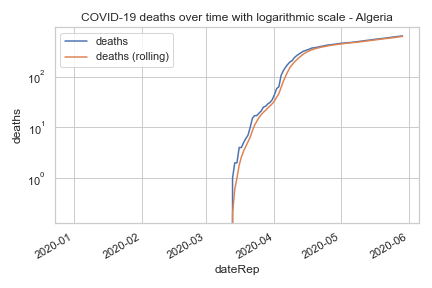 COVID-19 deaths over time with logarithmic scale - Algeria
deaths
deaths (rolling)
10²
10¹
10⁰
deaths
2020-01
2020-02
2020-03
2020-04
2020-05
2020-06
dateRep